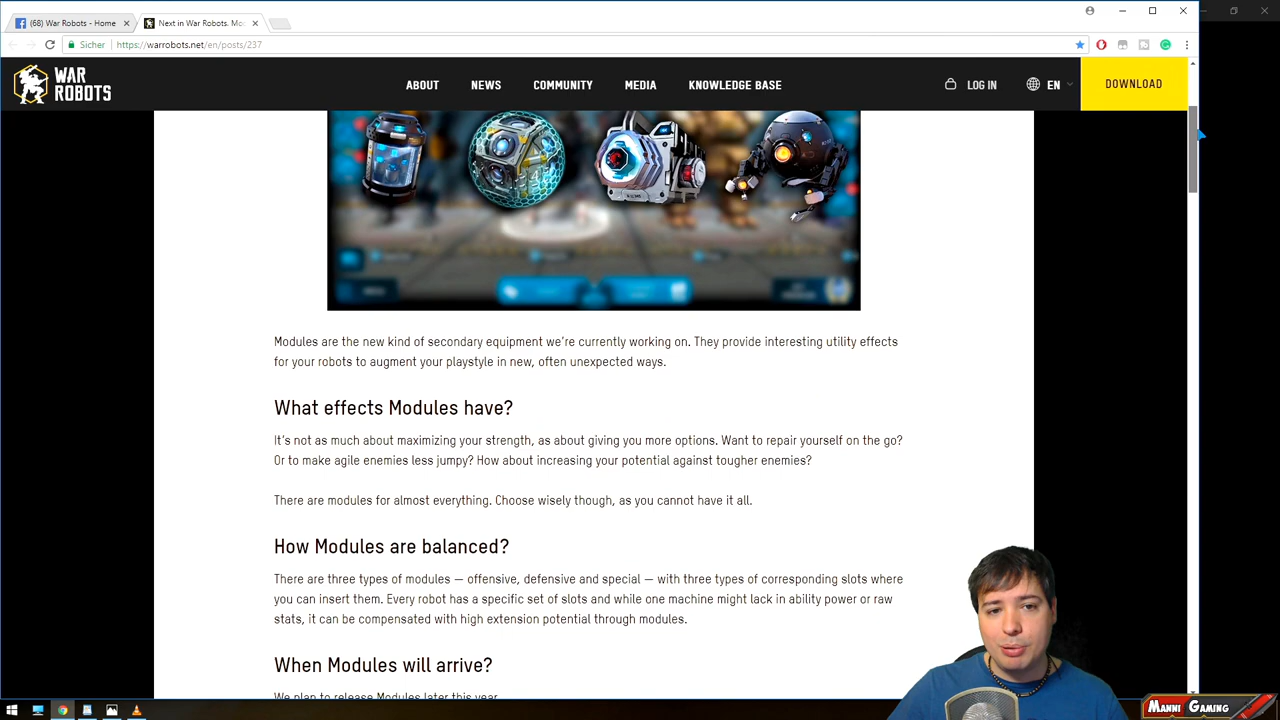 (68) War Robots - Home
Next in War Robots. Mo
Sicher
https://warrobots.net/en/posts/237
WAR
ROBOTS
ABOUT
NEWS
COMMUNITY
MEDIA
KNOWLEDGE BASE
LOG IN
EN
DOWNLOAD
Modules are the new kind of secondary equipment we're currently working on. They provide interesting utility effects
for your robots to augment your playstyle in new, often unexpected ways.
What effects Modules have?
It's not as much about maximizing your strength, as about giving you more options. Want to repair yourself on the go?
Or to make agile enemies less jumpy? How about increasing your potential against tougher enemies?
There are modules for almost everything. Choose wisely though, as you cannot have it all.
How Modules are balanced?
There are three types of modules — offensive, defensive and special — with three types of corresponding slots where
you can insert them. Every robot has a specific set of slots and while one machine might lack in ability power or raw
stats, it can be compensated with high extension potential through modules.
When Modules will arrive?
We plan to release Modules later this year
MANNI GAMING